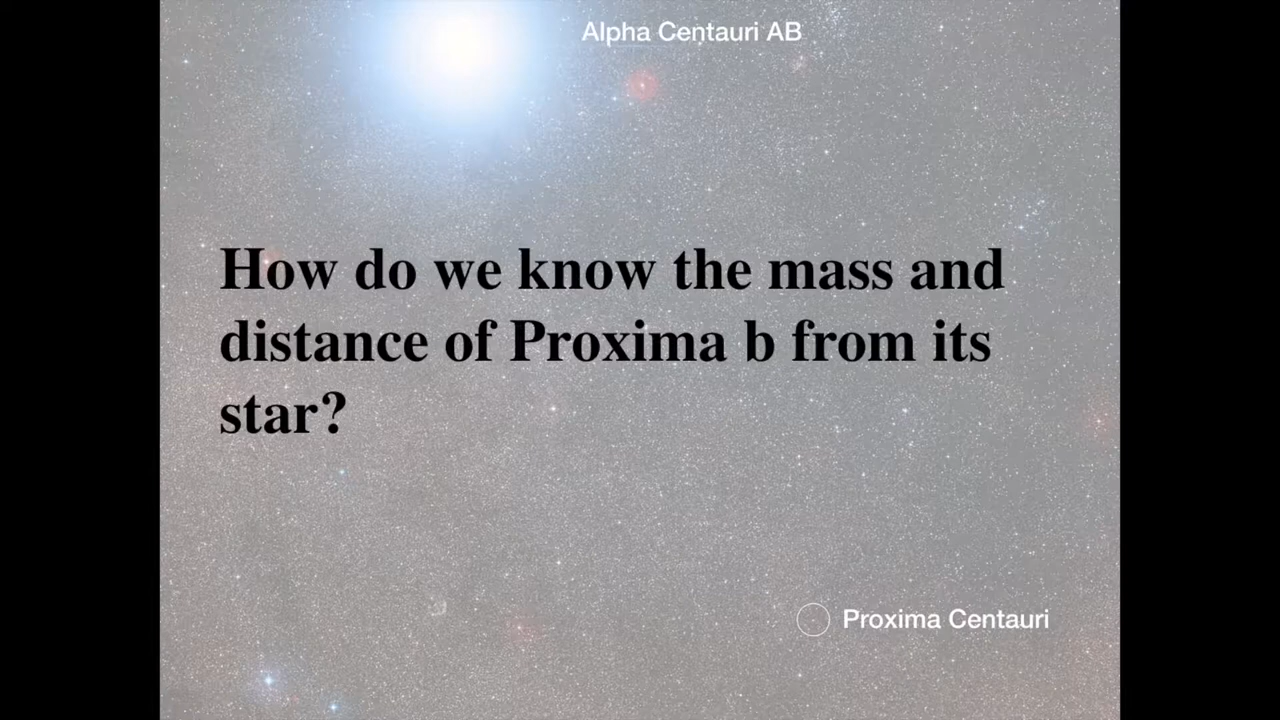 Alpha Centauri AB
How do we know the mass and
distance of Proxima b from its
star?
Proxima Centauri